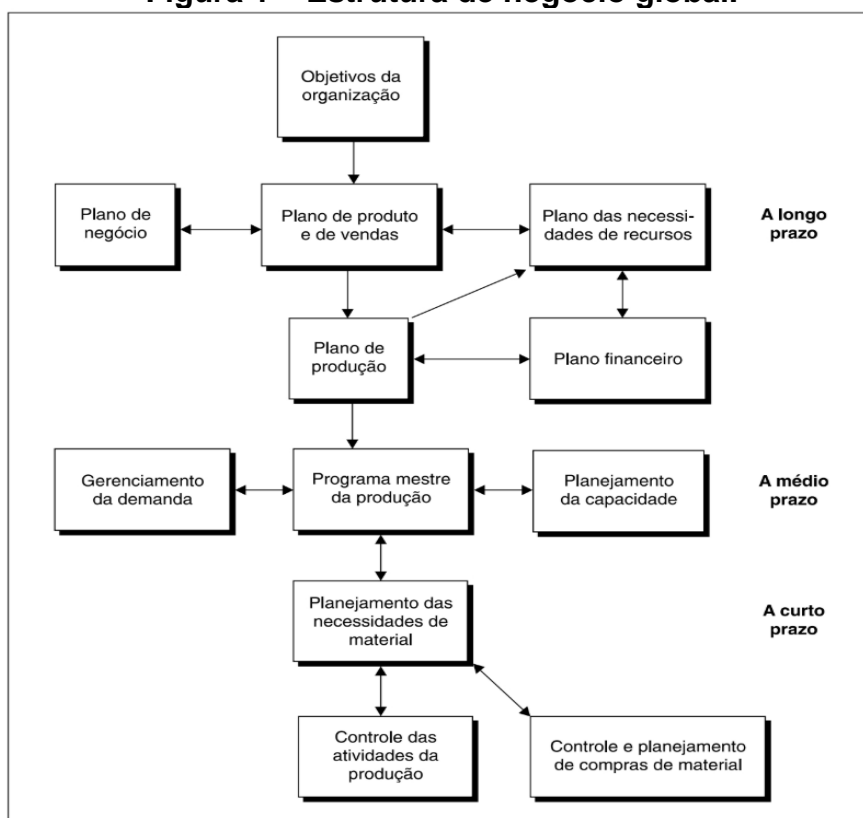 Estrutura de negócio global.
Objetivos da
organização
Plano de
negócio
Plano de produto
e de vendas
Plano das necessi-
dades de recursos
A longo
prazo
Plano de
produção
Plano financeiro
Gerenciamento
da demanda
Programa mestre
da produção
Planejamento
da capacidade
A médio
prazo
Planejamento das
necessidades de
material
A curto
prazo
Controle das
atividades da
produção
Controle e planejamento
de compras de material